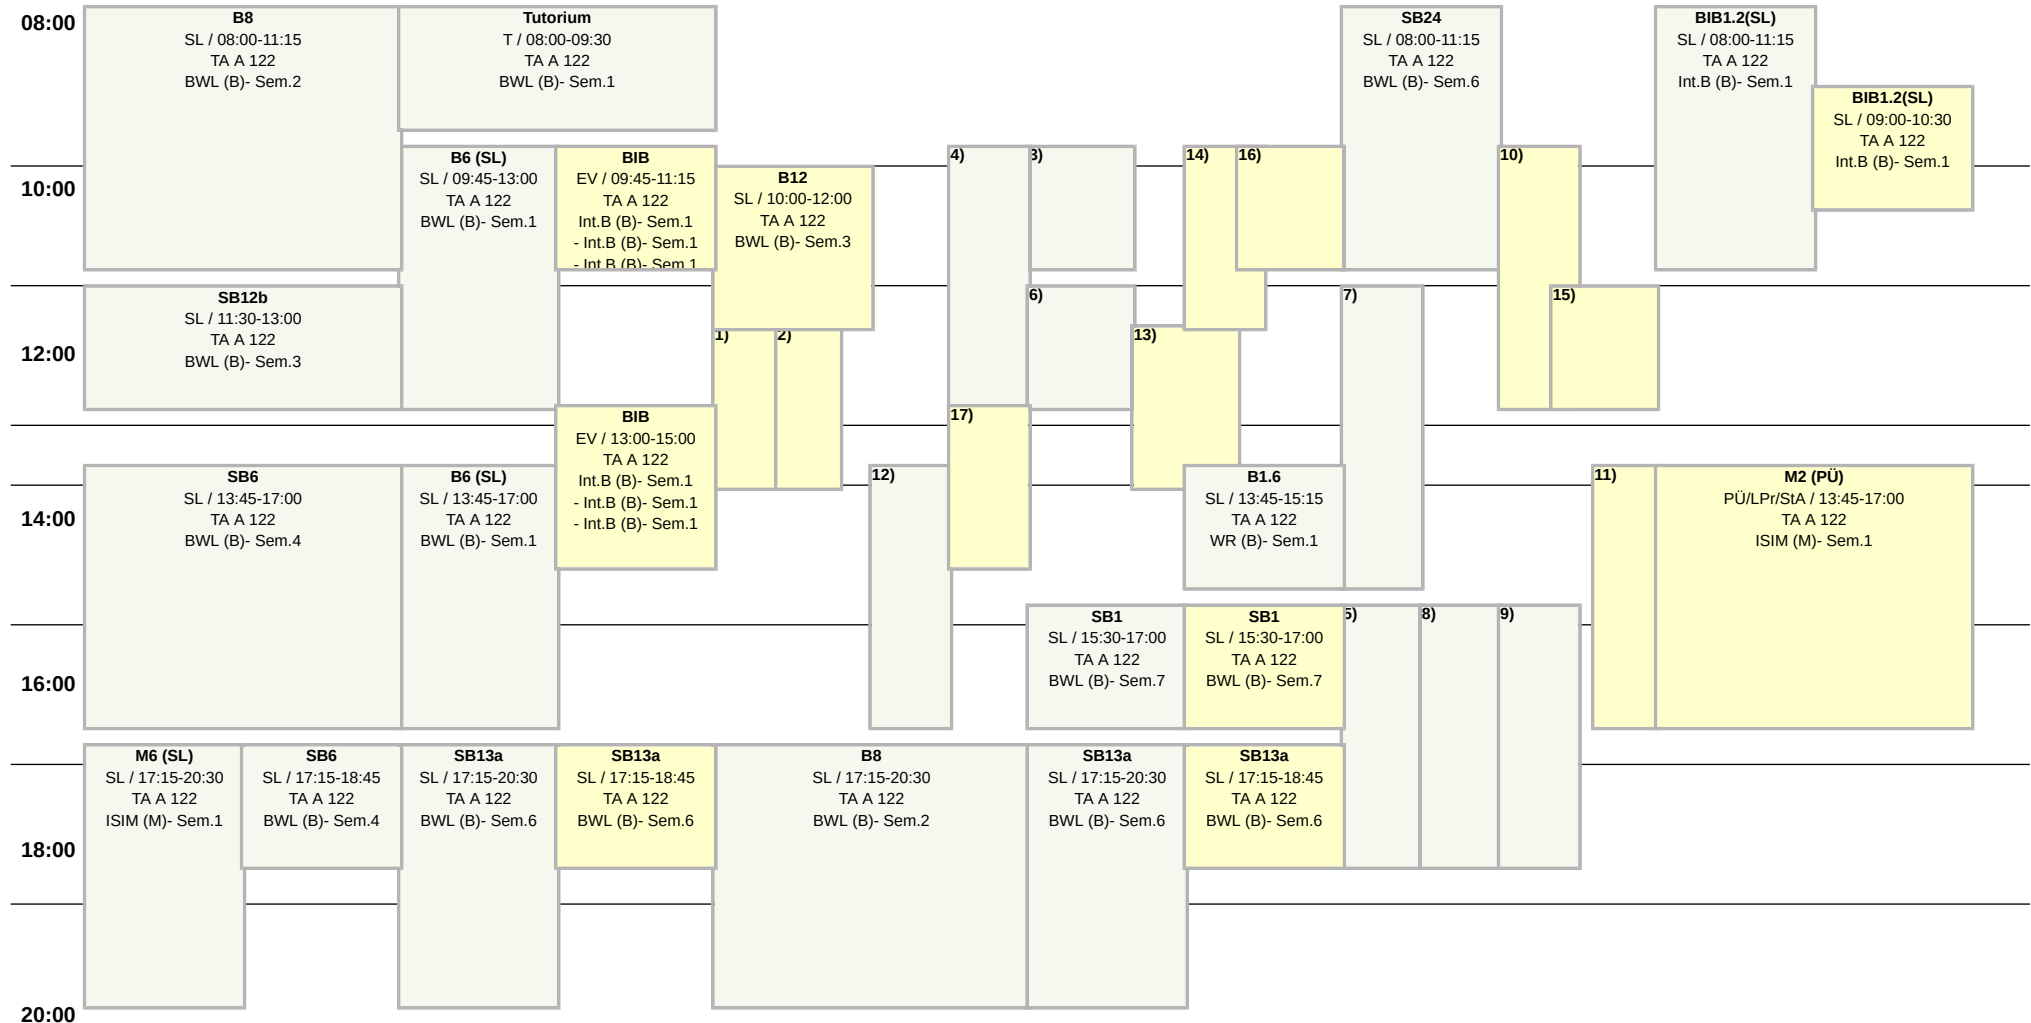 08:00
B8
SL / 08:00-11:15
TA A 122
BWL (B)- Sem.2
Tutorium
T / 08:00-09:30
TA A 122
BWL (B)- Sem.1
SB24
SL / 08:00-11:15
TA A 122
BWL (B)- Sem.6
BIB1.2(SL)
SL / 08:00-11:15
TA A 122
Int.B (B)- Sem.1
BIB1.2(SL)
SL / 09:00-10:30
TA A 122
Int.B (B)- Sem.1
10:00
B6 (SL)
SL / 09:45-13:00
TA A 122
BWL (B)- Sem.1
BIB
EV / 09:45-11:15
TA A 122
Int.B (B)- Sem.1
- Int.B (B)- Sem.1
- Int.B (B)- Sem.1
B12
SL / 10:00-12:00
TA A 122
BWL (B)- Sem.3
4)
3)
14)
16)
10)
SB12b
SL / 11:30-13:00
TA A 122
BWL (B)- Sem.3
6)
7)
15)
12:00
1)
2)
13)
BIB
EV / 13:00-15:00
TA A 122
Int.B (B)- Sem.1
- Int.B (B)- Sem.1
- Int.B (B)- Sem.1
17)
14:00
SB6
SL / 13:45-17:00
TA A 122
BWL (B)- Sem.4
B6 (SL)
SL / 13:45-17:00
TA A 122
BWL (B)- Sem.1
12)
B1.6
SL / 13:45-15:15
TA A 122
WR (B)- Sem.1
11)
M2 (PÜ)
PÜ/LPr/StA / 13:45-17:00
TA A 122
ISIM (M)- Sem.1
16:00
SB1
SL / 15:30-17:00
TA A 122
BWL (B)- Sem.7
SB1
SL / 15:30-17:00
TA A 122
BWL (B)- Sem.7
5)
8)
9)
M6 (SL)
SL / 17:15-20:30
TA A 122
ISIM (M)- Sem.1
SB6
SL / 17:15-18:45
TA A 122
BWL (B)- Sem.4
SB13a
SL / 17:15-20:30
TA A 122
BWL (B)- Sem.6
SB13a
SL / 17:15-18:45
TA A 122
BWL (B)- Sem.6
B8
SL / 17:15-20:30
TA A 122
BWL (B)- Sem.2
SB13a
SL / 17:15-20:30
TA A 122
BWL (B)- Sem.6
SB13a
SL / 17:15-18:45
TA A 122
BWL (B)- Sem.6
18:00
20:00